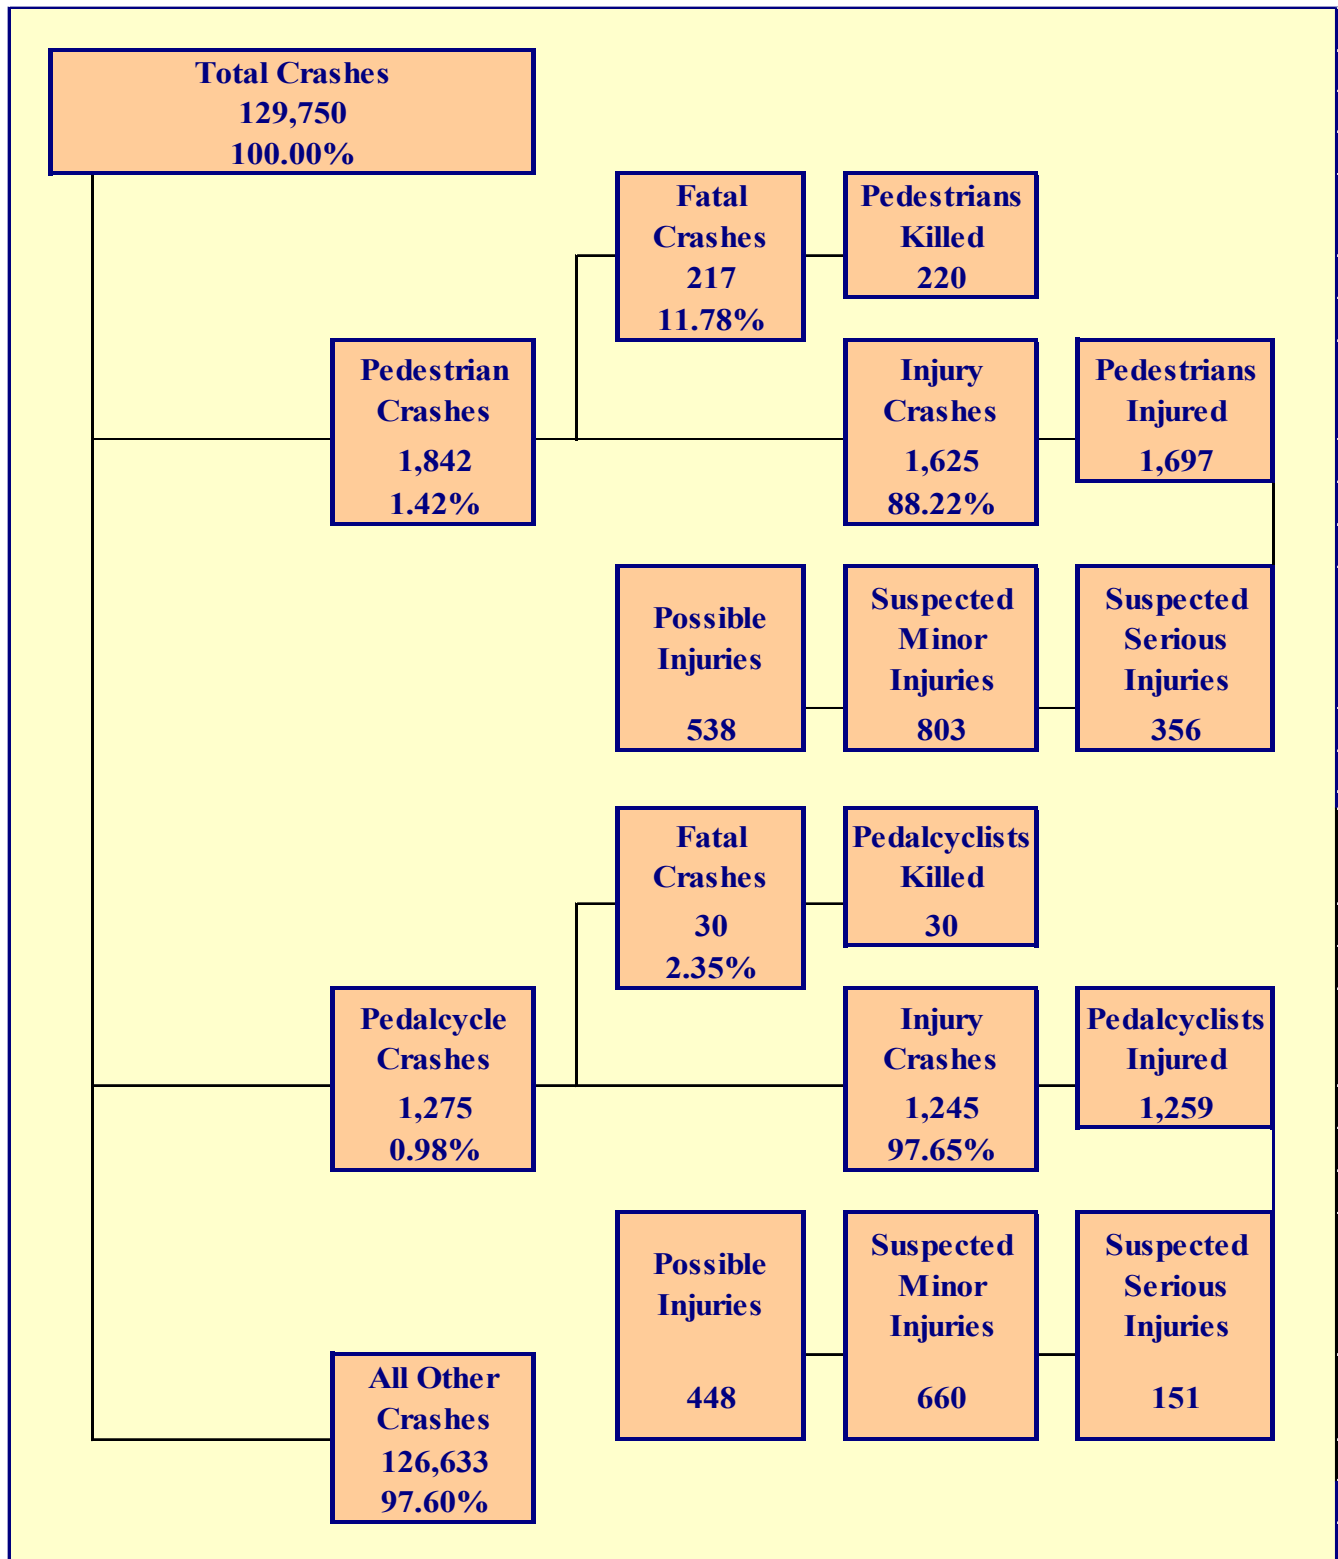 Total Crashes
129,750
100.00%
Fatal
Crashes
217
11.78%
Pedestrians
Killed
220
Pedestrian
Crashes
1,842
1.42%
Injury
Crashes
1,625
88.22%
Pedestrians
Injured
1,697
Possible
Injuries
538
Suspected
Minor
Injuries
803
Suspected
Serious
Injuries
356
Fatal
Crashes
30
2.35%
Pedalcyclists
Killed
30
Pedalcycle
Crashes
1,275
0.98%
Injury
Crashes
1,245
97.65%
Pedalcyclists
Injured
1,259
Possible
Injuries
448
Suspected
Minor
Injuries
660
Suspected
Serious
Injuries
151
All Other
Crashes
126,633
97.60%